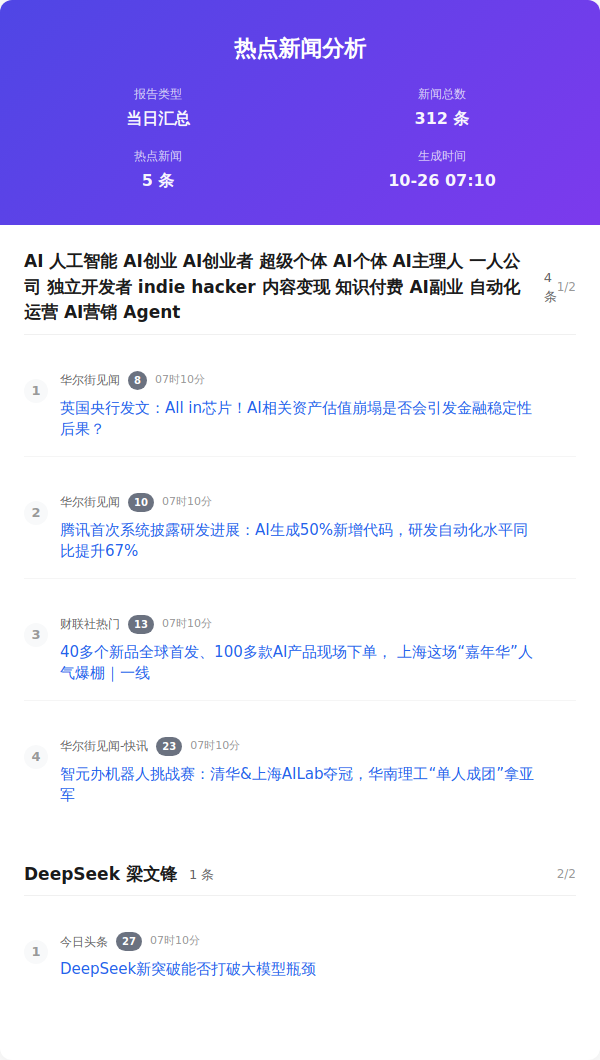 热点新闻分析
报告类型
当日汇总
新闻总数
312 条
热点新闻
5 条
生成时间
10-26 07:10
AI 人工智能 AI创业 AI创业者 超级个体 AI个体 AI主理人 一人公
司 独立开发者 indie hacker 内容变现 知识付费 AI副业 自动化
运营 AI营销 Agent
4
条
1/2
1
华尔街见闻 8 07时10分
英国央行发文：All in芯片！AI相关资产估值崩塌是否会引发金融稳定性
后果？
2
华尔街见闻 10 07时10分
腾讯首次系统披露研发进展：AI生成50%新增代码，研发自动化水平同
比提升67%
3
财联社热门 13 07时10分
40多个新品全球首发、100多款AI产品现场下单， 上海这场“嘉年华”人
气爆棚｜一线
4
华尔街见闻-快讯 23 07时10分
智元办机器人挑战赛：清华&上海AILab夺冠，华南理工“单人成团”拿亚
军
DeepSeek 梁文锋 1 条 2/2
1
今日头条 27 07时10分
DeepSeek新突破能否打破大模型瓶颈